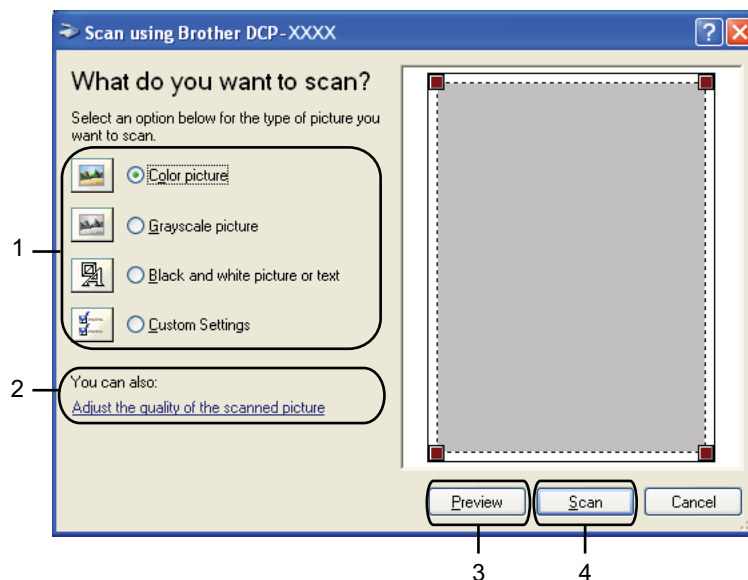 Scan using Brother DCP-XXXX
What do you want to scan?
Select an option below for the type of picture you
want to scan.
Color picture
Grayscale picture
1
Black and white picture or text
Custom Settings
2
You can also:
Adjust the quality of the scanned picture
Preview
Scan
Cancel
3
4